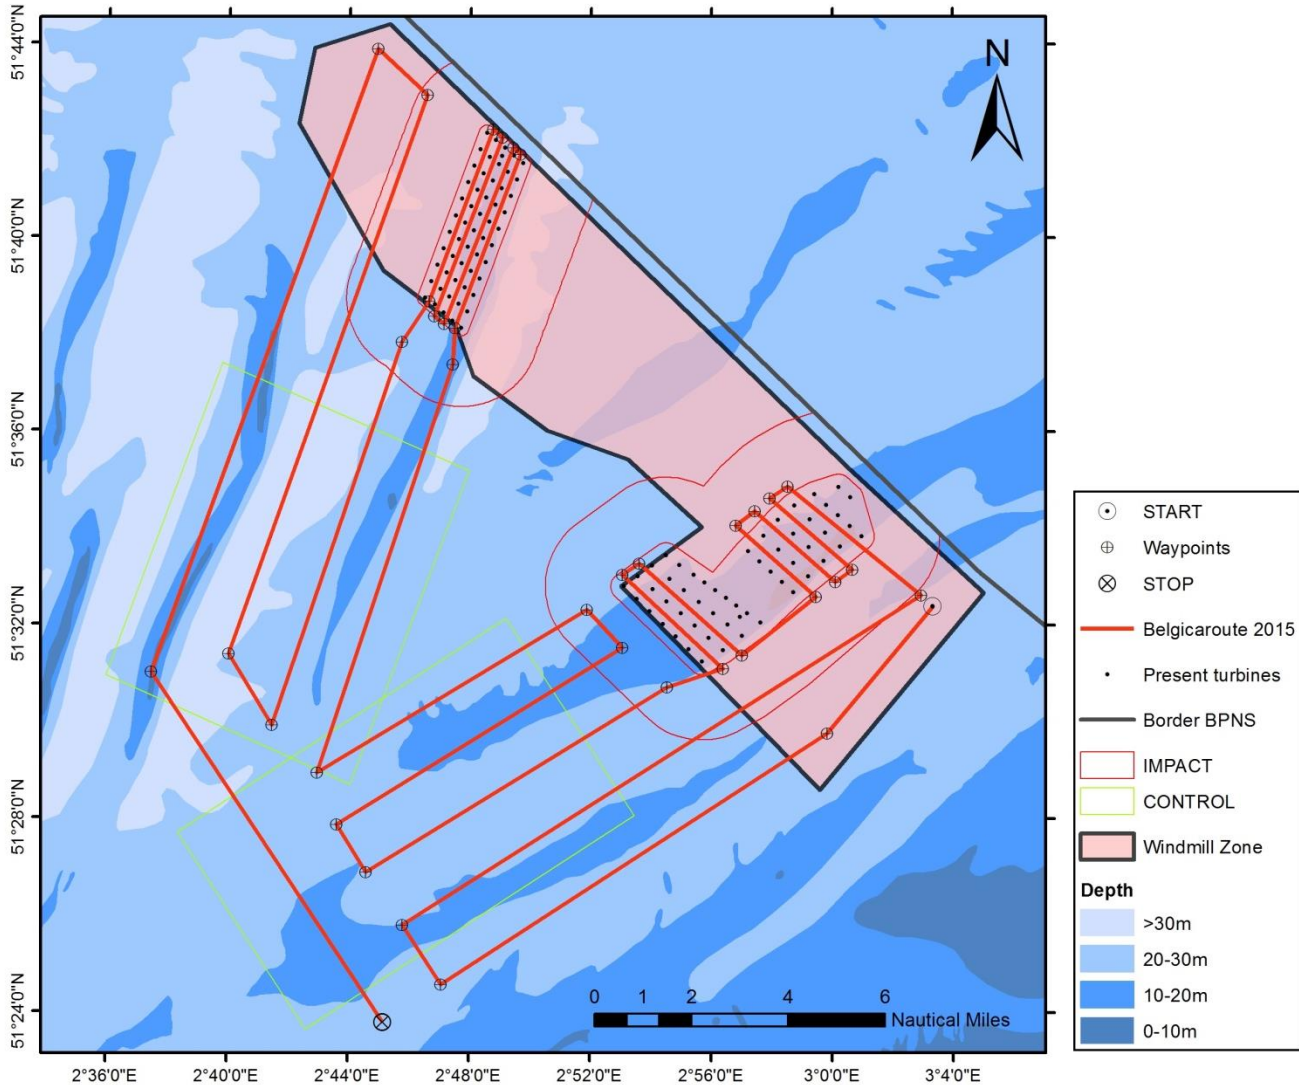 51°44'0"N
51°40'0"N
51°36'0"N
51°32'0"N
51°28'0"N
51°24'0"N
N
0 1 2 4 6
Nautical Miles
2°36'0"E 2°40'0"E 2°44'0"E 2°48'0"E 2°52'0"E 2°56'0"E 3°0'0"E 3°4'0"E
START
Waypoints
STOP
Belgicaroute 2015
Present turbines
Border BPNS
IMPACT
CONTROL
Windmill Zone
Depth
>30m
20-30m
10-20m
0-10m